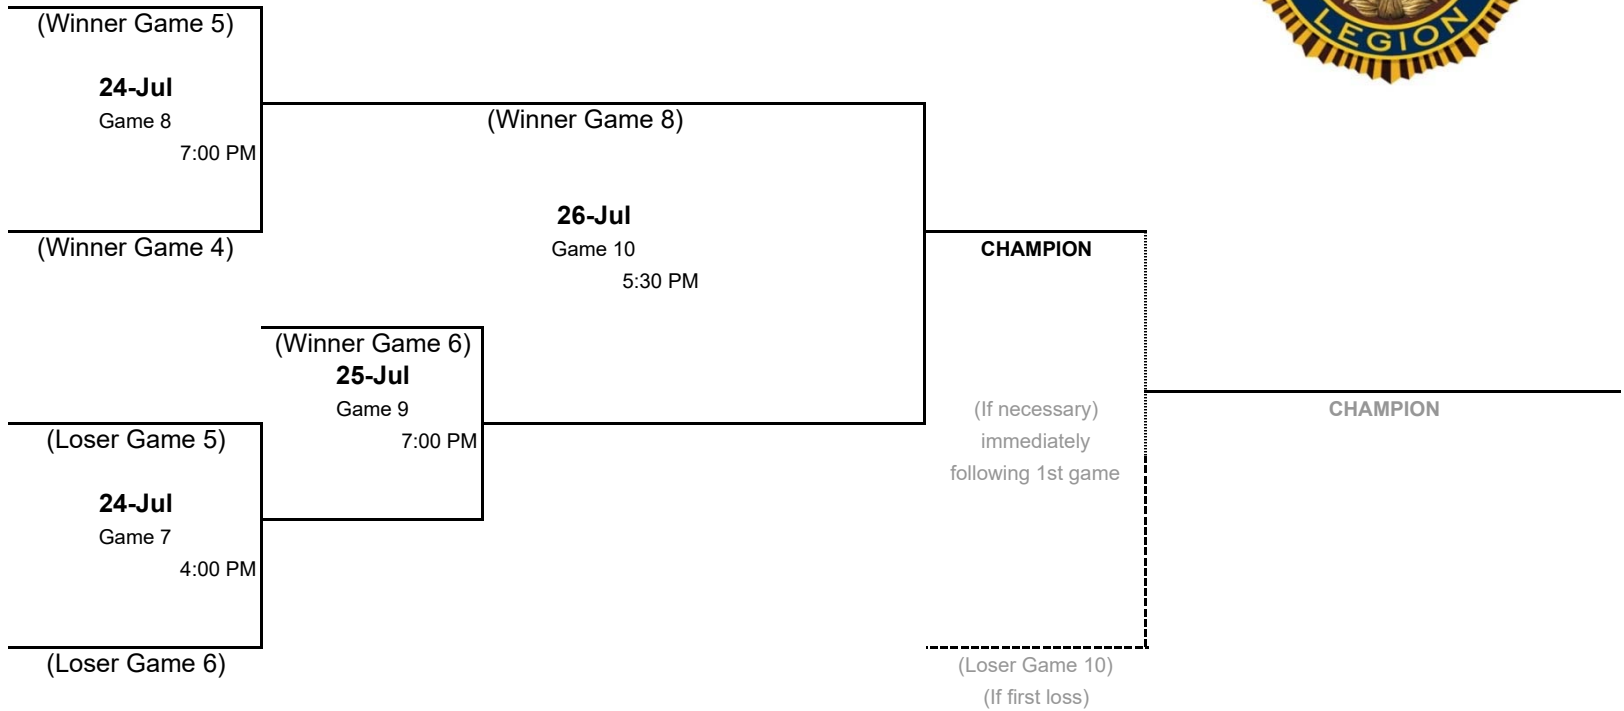 LEGION
(Winner Game 5)
24-Jul
Game 8
7:00 PM
(Winner Game 4)
(Winner Game 8)
26-Jul
Game 10
5:30 PM
(Winner Game 6)
25-Jul
Game 9
7:00 PM
(Loser Game 5)
24-Jul
Game 7
4:00 PM
(Loser Game 6)
CHAMPION
(If necessary)
immediately
following 1st game
(Loser Game 10)
(If first loss)
CHAMPION